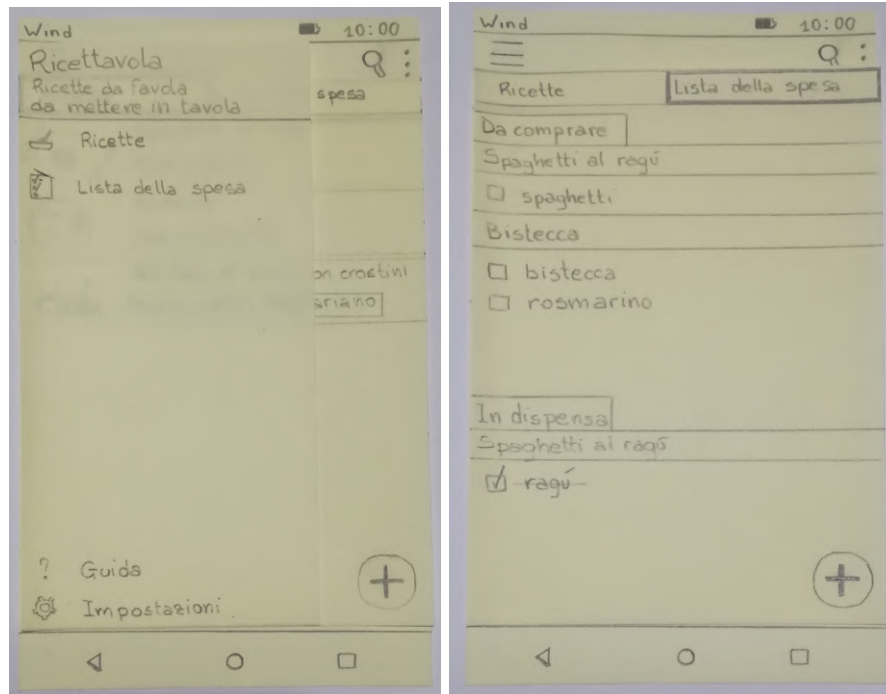 Wind 10:00
Ricettavola
Ricette da favola
da mettere in tavola
spesa
Ricette
Lista della spesa
on crostini
ariano
? Guida
Impostazioni
+
Wind 10:00
Ricette Lista della spesa
Da comprare
Spaghetti al ragú
spaghetti
Bistecca
bistecca
rosmarino
In dispensa
Spaghetti al ragú
ragú
+